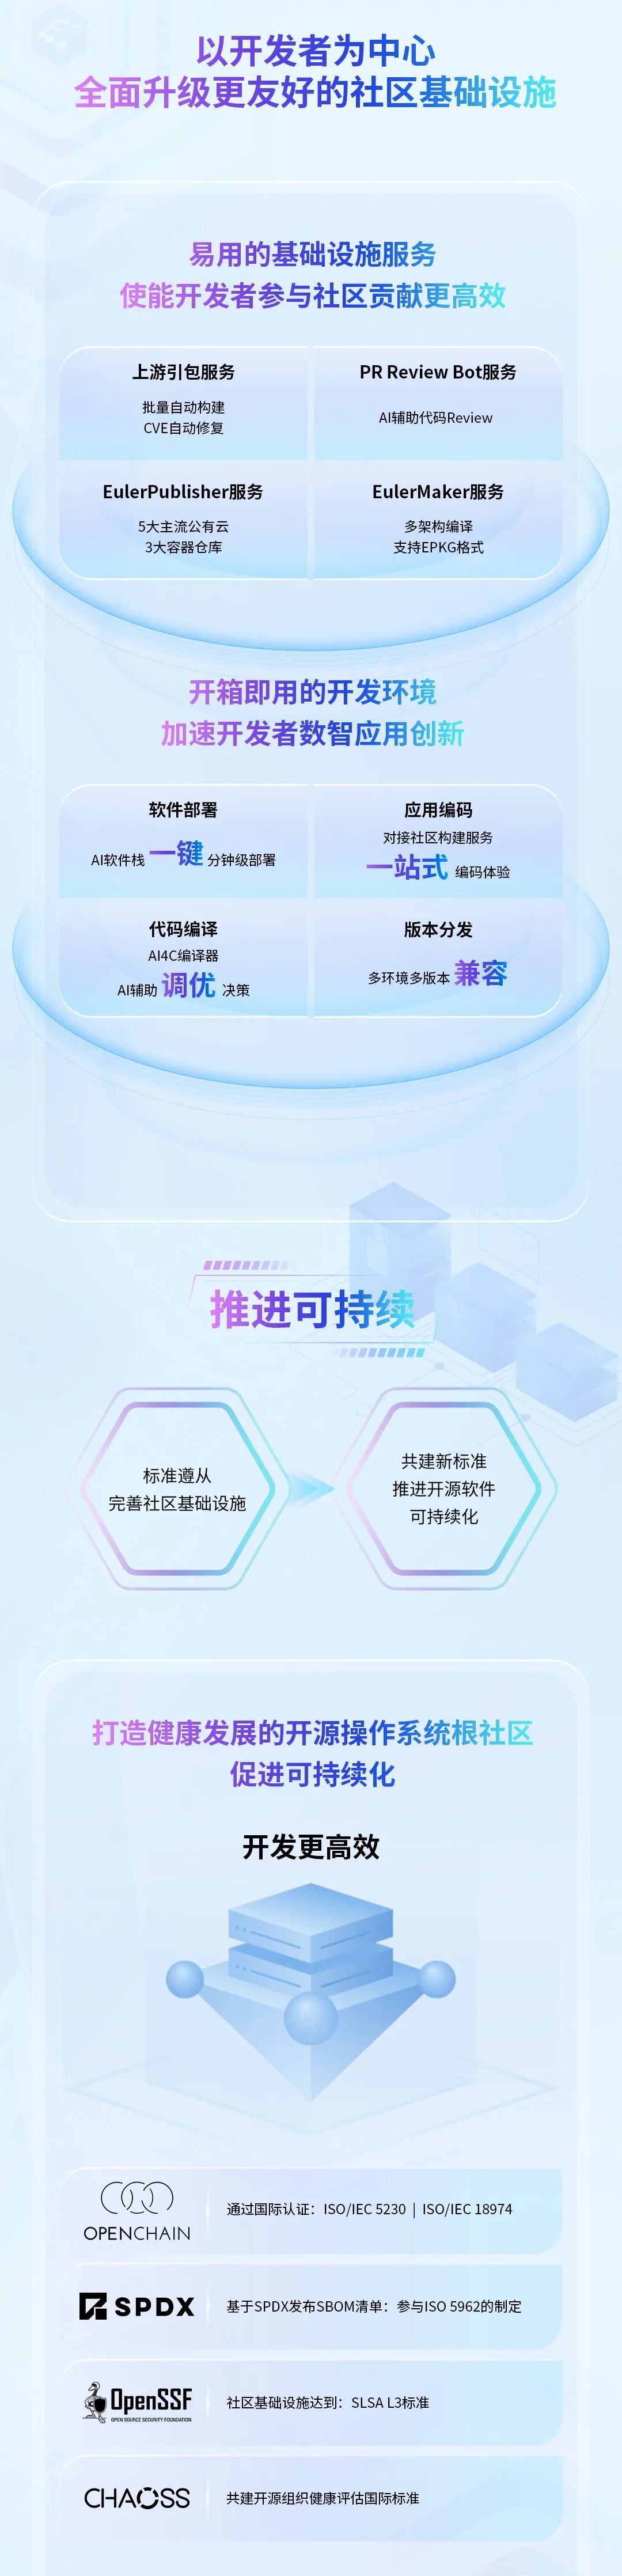 以开发者为中心
全面升级更友好的社区基础设施
易用的基础设施服务
使能开发者参与社区贡献更高效
上游引包服务
批量自动构建
CVE自动修复
PR Review Bot服务
AI辅助代码Review
EulerPublisher服务
5大主流公有云
3大容器仓库
EulerMaker服务
多架构编译
支持EPKG格式
开箱即用的开发环境
加速开发者数智应用创新
软件部署
AI软件栈 一键 分钟级部署
应用编码
对接社区构建服务
一站式 编码体验
代码编译
AI4C编译器
AI辅助 调优 决策
版本分发
多环境多版本 兼容
推进可持续
标准遵从
完善社区基础设施
共建新标准
推进开源软件
可持续化
打造健康发展的开源操作系统根社区
促进可持续化
开发更高效
OPENCHAIN
通过国际认证：ISO/IEC 5230 | ISO/IEC 18974
SPDX
基于SPDX发布SBOM清单：参与ISO 5962的制定
OpenSSF
OPEN SOURCE SECURITY FOUNDATION
社区基础设施达到：SLSA L3标准
CHAOSS
共建开源组织健康评估国际标准